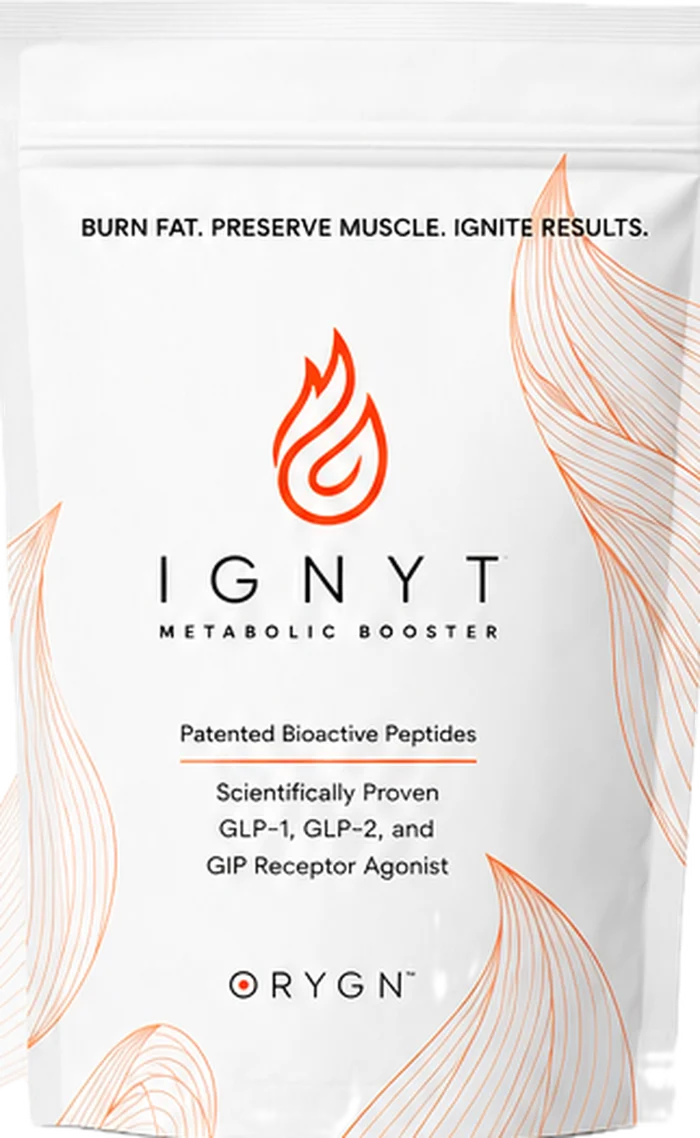 BURN FAT. PRESERVE MUSCLE. IGNITE RESULTS.
IGNYT
METABOLIC BOOSTER
Patented Bioactive Peptides
Scientifically Proven
GLP-1, GLP-2, and
GIP Receptor Agonist
ORYGN™